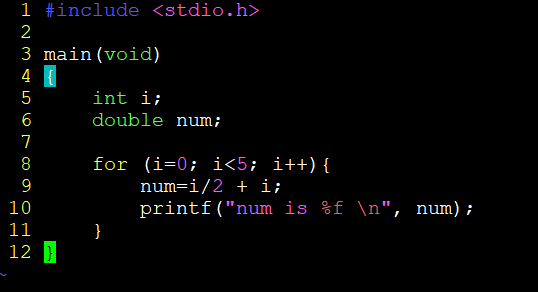 1 #include <stdio.h>
2
3 main(void)
4 {
5     int i;
6     double num;
7
8     for (i=0; i<5; i++){
9         num=i/2 + i;
10         printf("num is %f \n", num);
11     }
12 }
~